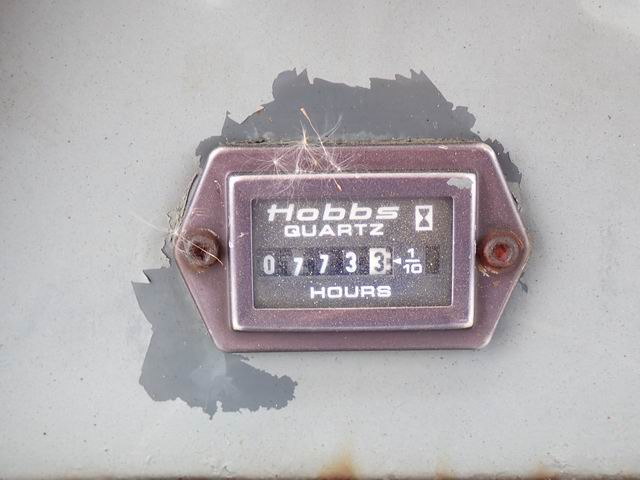 Hobbs
QUARTZ
0 7 7 3 3 ◄ 1/10
HOURS